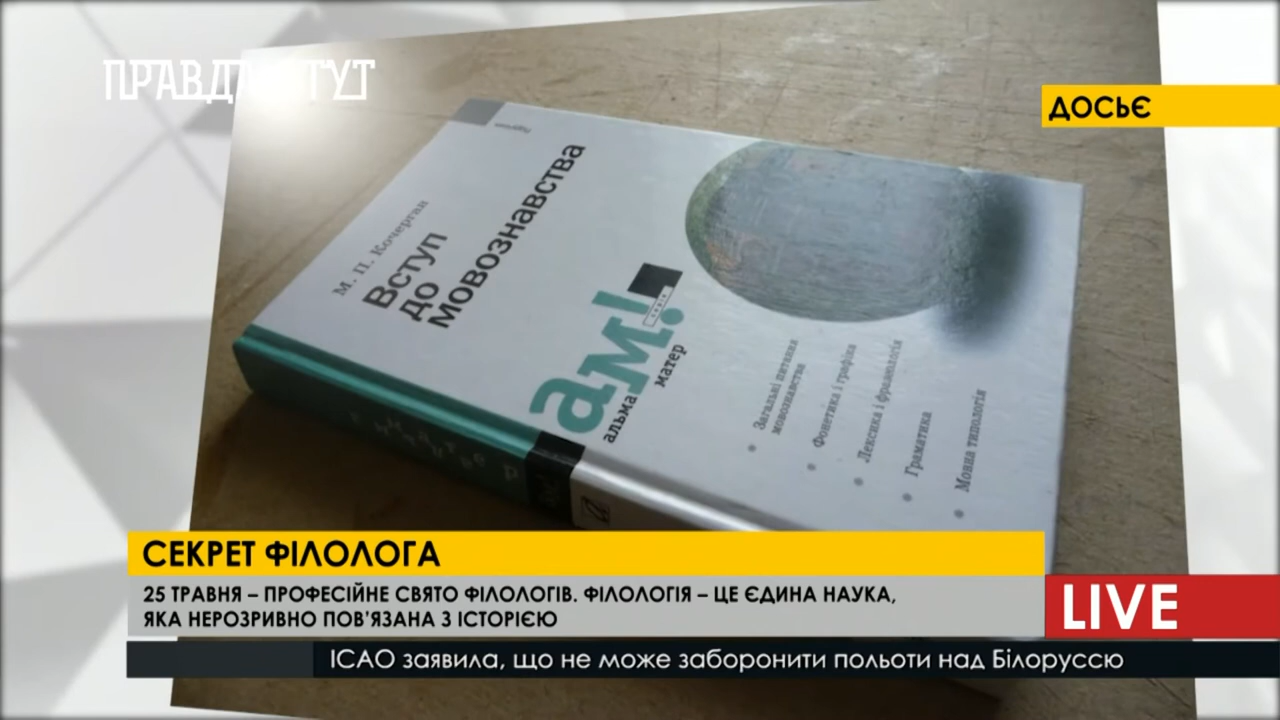 ПРАВДА ТУТ
ДОСЬЄ
М. П. Кочерган
Вступ
до
мовознавства
ам!
альма
матер
Загальні питання
мовознавства
Фонетика і графіка
Лексика і фразеологія
Граматика
Мовна типологія
СЕКРЕТ ФІЛОЛОГА
25 ТРАВНЯ – ПРОФЕСІЙНЕ СВЯТО ФІЛОЛОГІВ. ФІЛОЛОГІЯ – ЦЕ ЄДИНА НАУКА,
ЯКА НЕРОЗРИВНО ПОВ'ЯЗАНА З ІСТОРІЄЮ
LIVE
ІСАО заявила, що не може заборонити польоти над Білоруссю